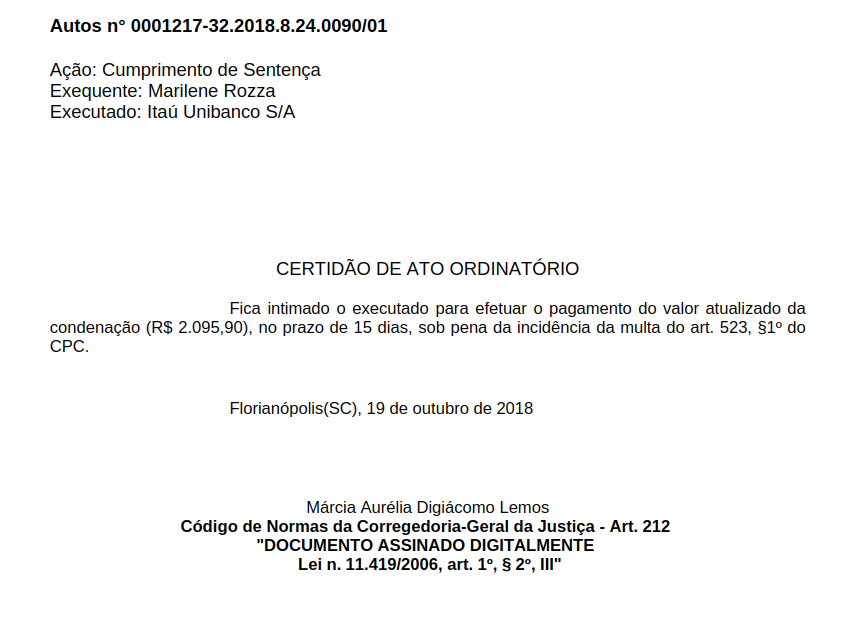 Autos n° 0001217-32.2018.8.24.0090/01
Ação: Cumprimento de Sentença
Exequente: Marilene Rozza
Executado: Itaú Unibanco S/A
CERTIDÃO DE ATO ORDINATÓRIO
Fica intimado o executado para efetuar o pagamento do valor atualizado da
condenação (R$ 2.095,90), no prazo de 15 dias, sob pena da incidência da multa do art. 523, §1º do
CPC.
Florianópolis(SC), 19 de outubro de 2018
Márcia Aurélia Digiácomo Lemos
Código de Normas da Corregedoria-Geral da Justiça - Art. 212
"DOCUMENTO ASSINADO DIGITALMENTE
Lei n. 11.419/2006, art. 1º, § 2º, III"